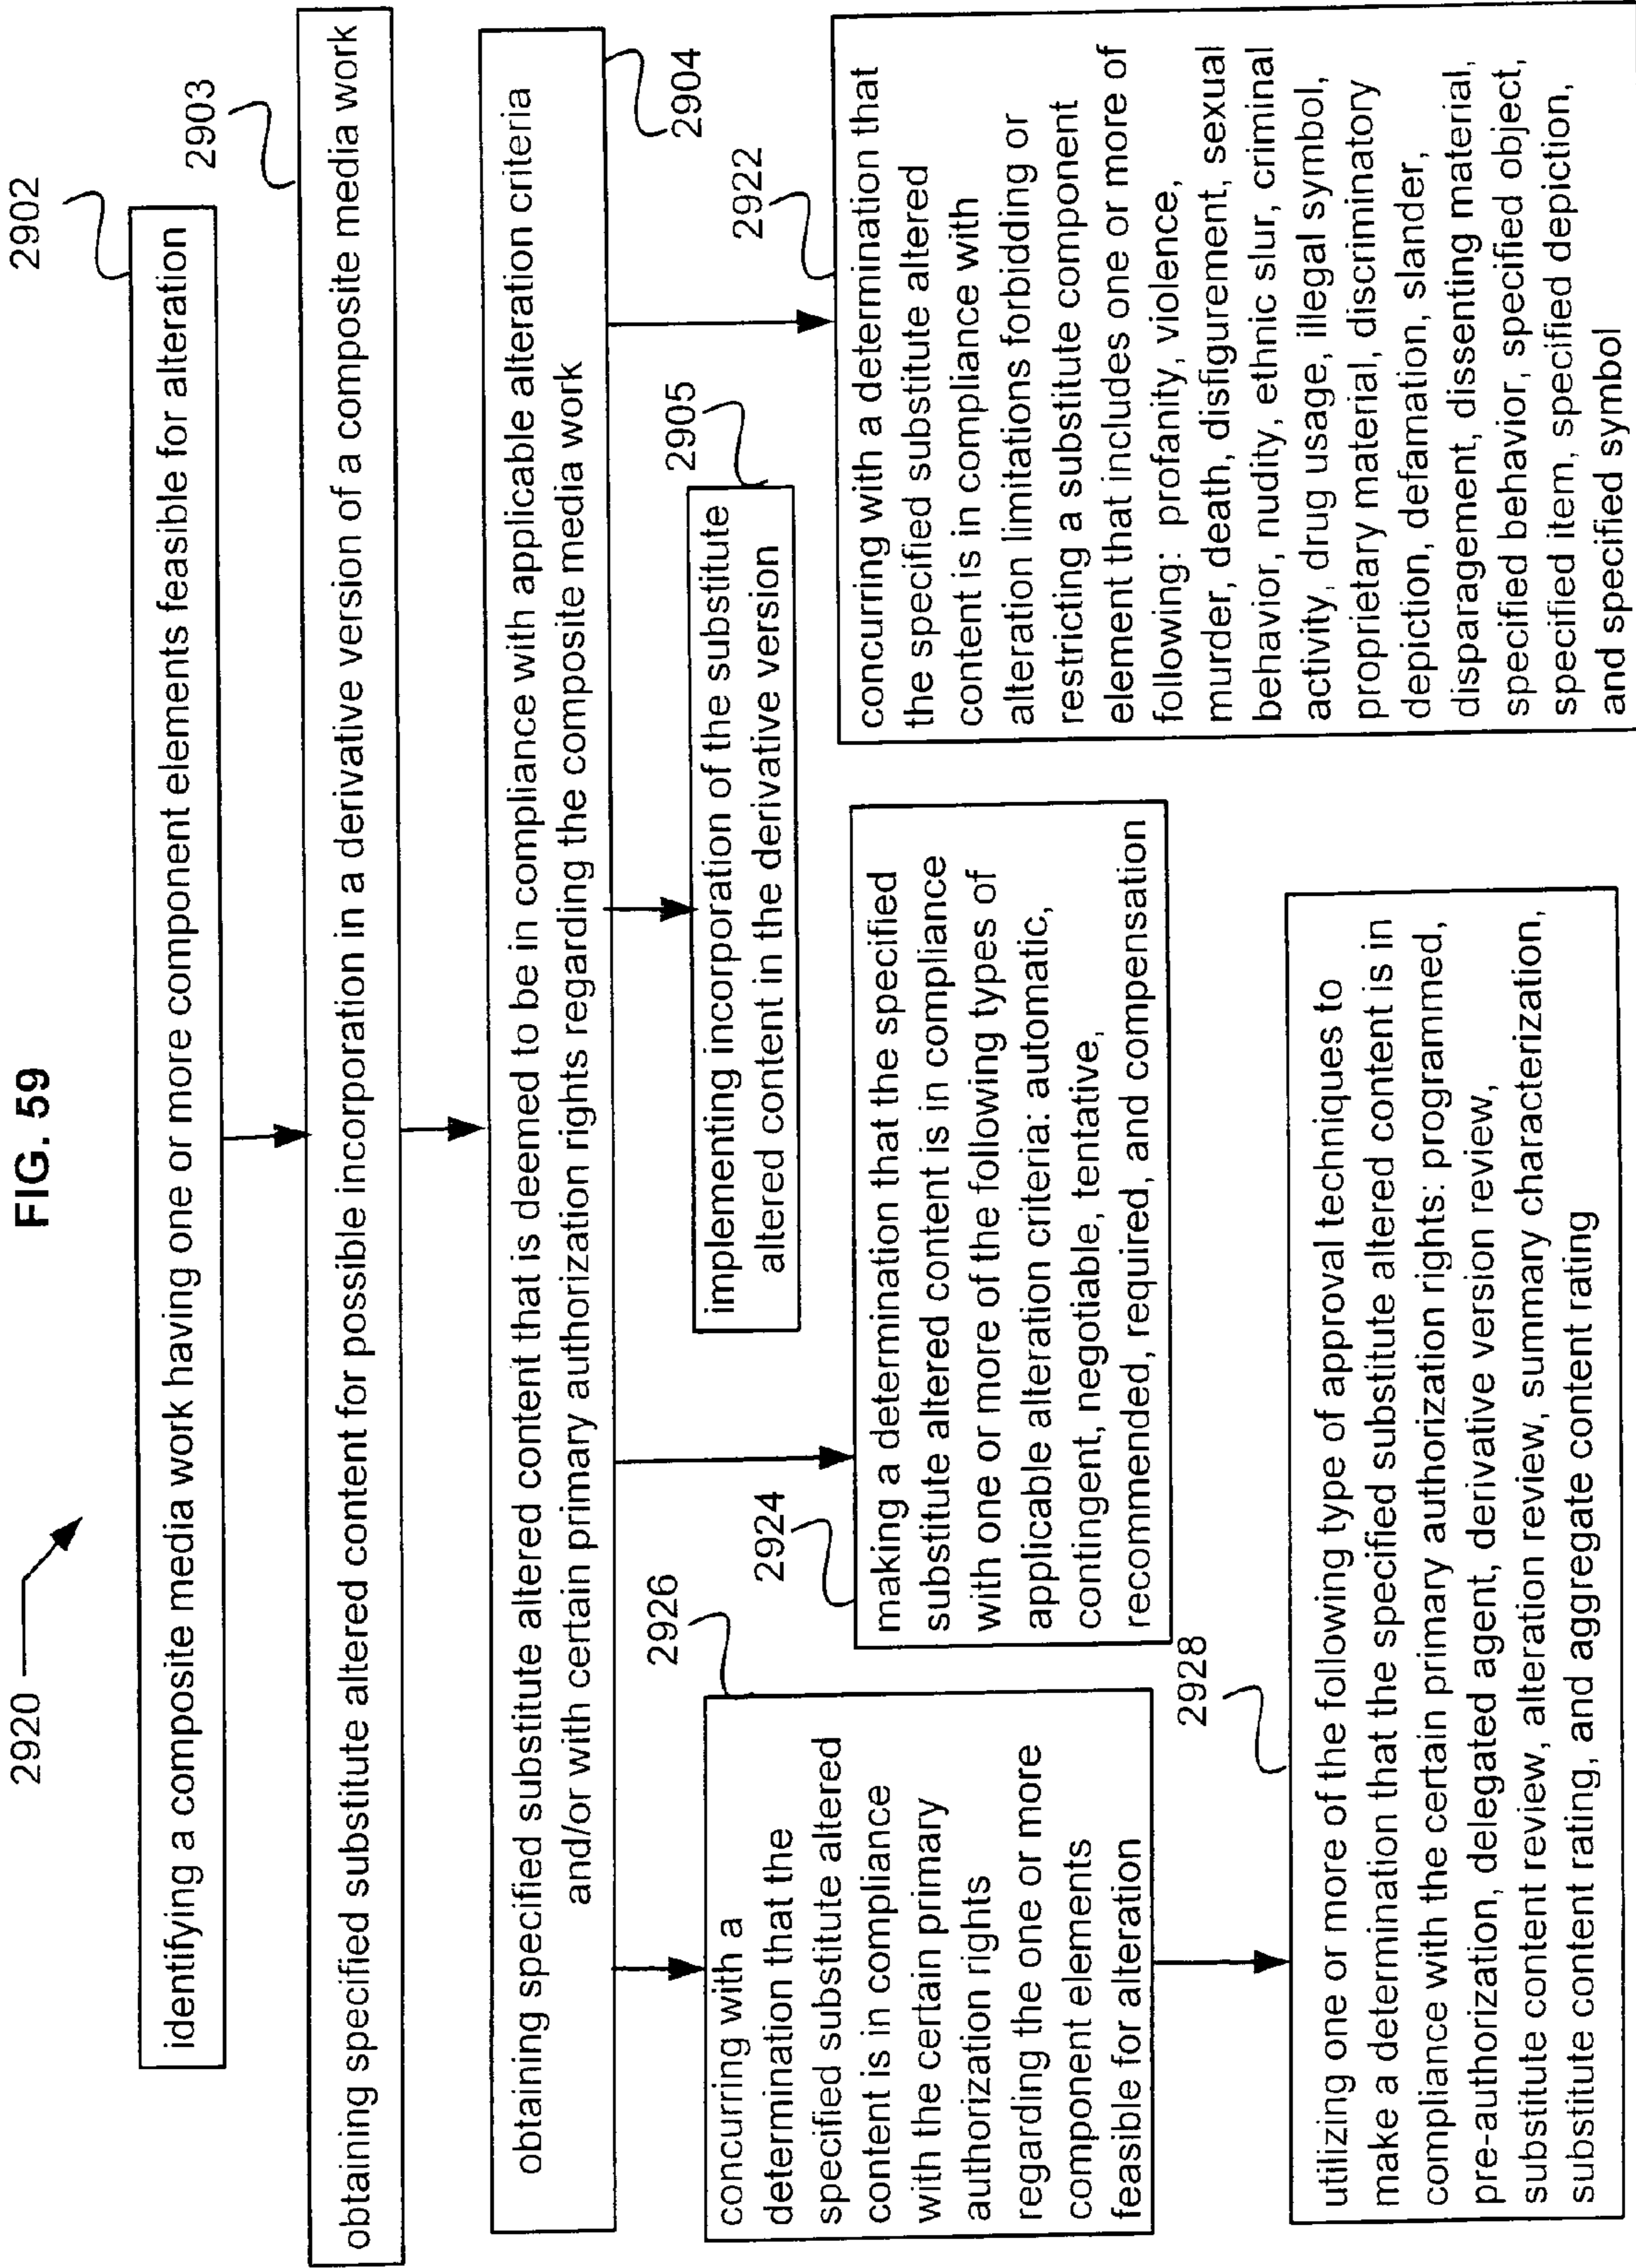 FIG. 59
2920
2902
identifying a composite media work having one or more component elements feasible for alteration
2903
obtaining specified substitute altered content for possible incorporation in a derivative version of a composite media work
obtaining specified substitute altered content that is deemed to be in compliance with applicable alteration criteria
and/or with certain primary authorization rights regarding the composite media work
2904
2926
concurring with a
determination that the
specified substitute altered
content is in compliance
with the certain primary
authorization rights
regarding the one or more
component elements
feasible for alteration
2924
making a determination that the specified
substitute altered content is in compliance
with one or more of the following types of
applicable alteration criteria: automatic,
contingent, negotiable, tentative,
recommended, required, and compensation
2905
implementing incorporation of the substitute
altered content in the derivative version
2922
concurring with a determination that
the specified substitute altered
content is in compliance with
alteration limitations forbidding or
restricting a substitute component
element that includes one or more of
following: profanity, violence,
murder, death, disfigurement, sexual
behavior, nudity, ethnic slur, criminal
activity, drug usage, illegal symbol,
proprietary material, discriminatory
depiction, defamation, slander,
disparagement, dissenting material,
specified behavior, specified object,
specified item, specified depiction,
and specified symbol
2928
utilizing one or more of the following type of approval techniques to
make a determination that the specified substitute altered content is in
compliance with the certain primary authorization rights: programmed,
pre-authorization, delegated agent, derivative version review,
substitute content review, alteration review, summary characterization,
substitute content rating, and aggregate content rating